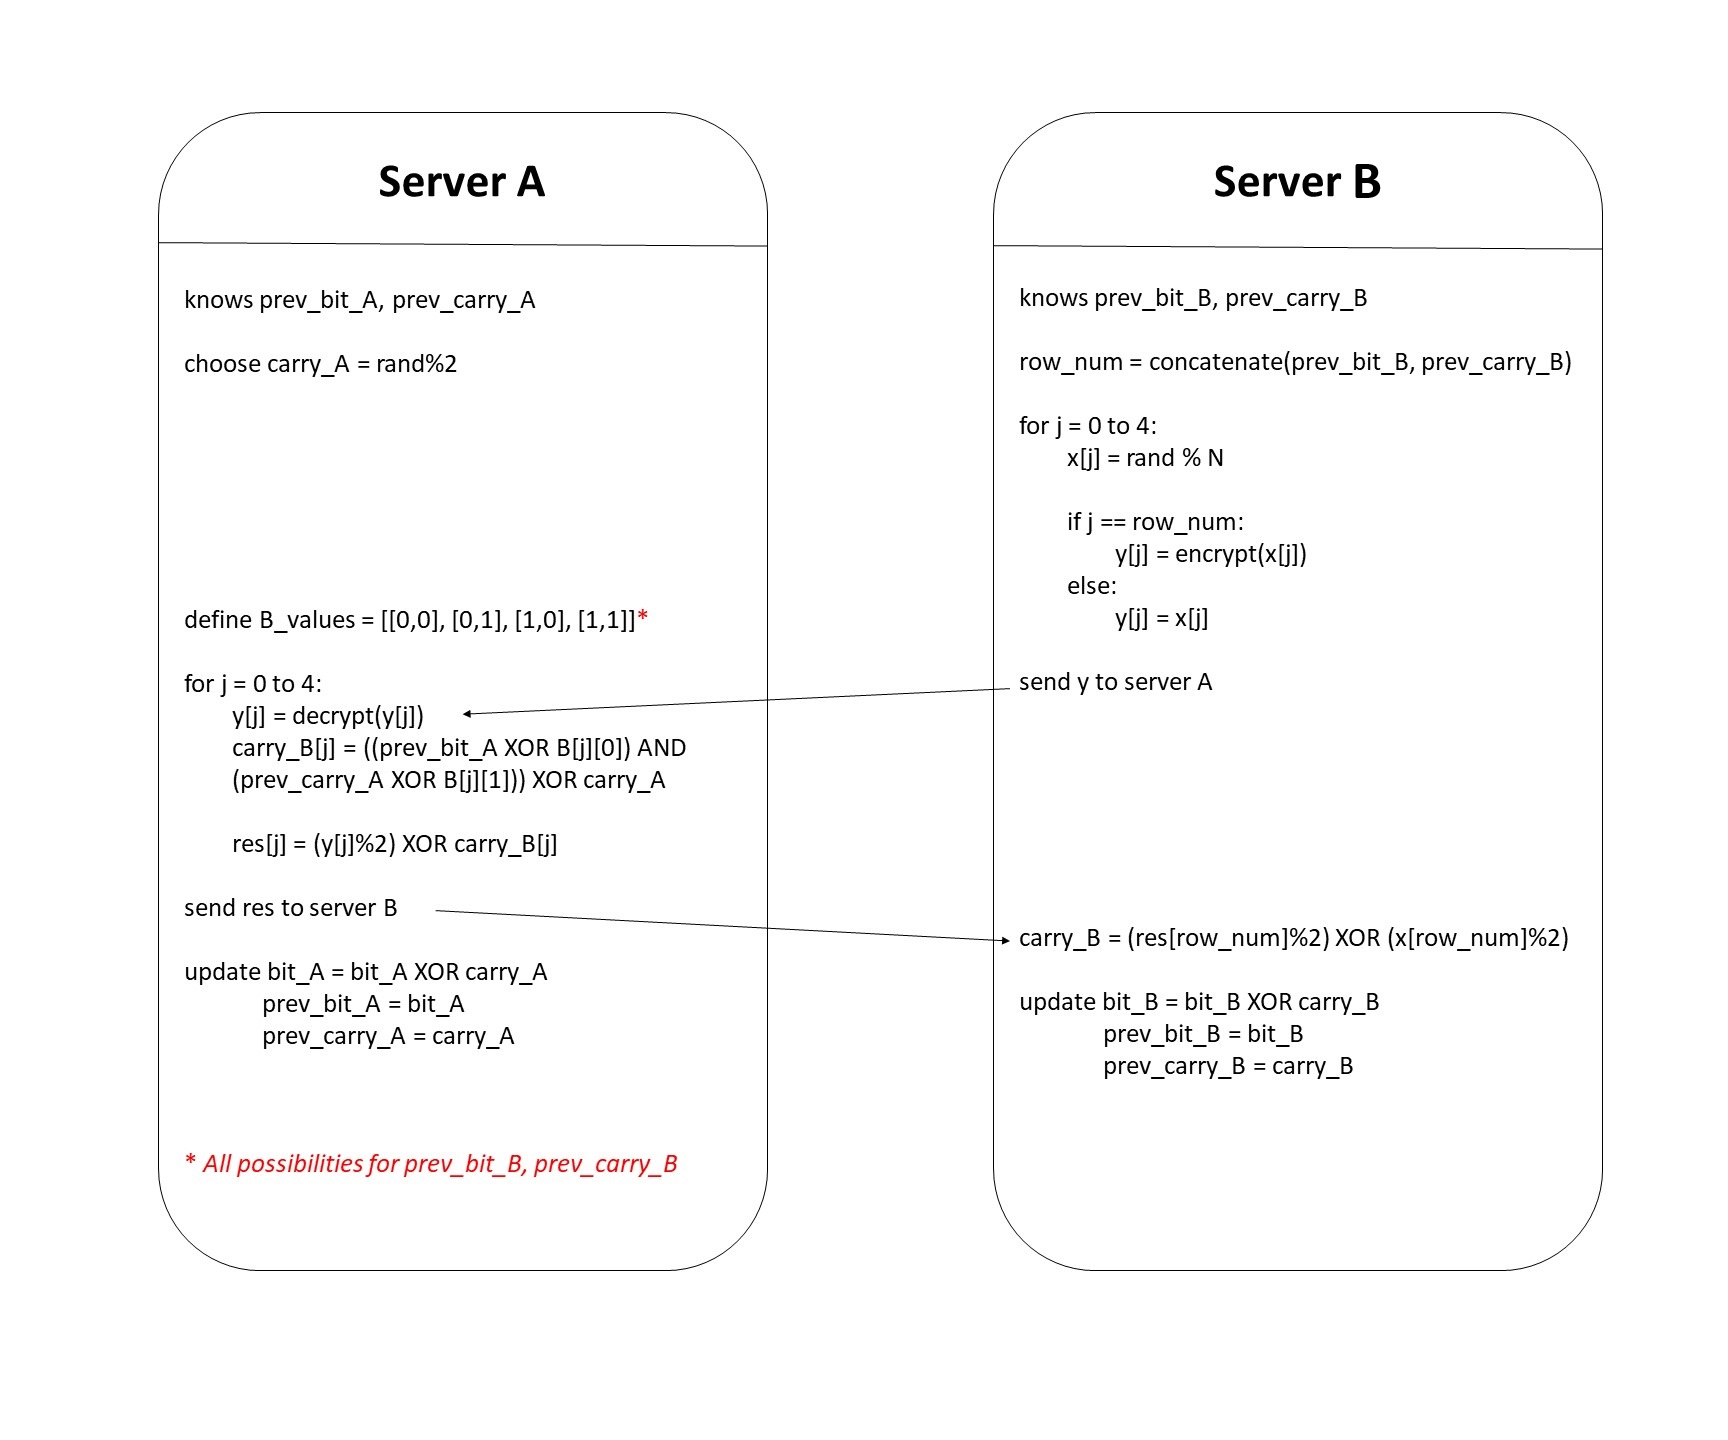 Server A
knows prev_bit_A, prev_carry_A
choose carry_A = rand%2
define B_values = [[0,0], [0,1], [1,0], [1,1]]*
for j = 0 to 4:
y[j] = decrypt(y[j])
carry_B[j] = ((prev_bit_A XOR B[j][0]) AND
(prev_carry_A XOR B[j][1])) XOR carry_A
res[j] = (y[j]%2) XOR carry_B[j]
send res to server B
update bit_A = bit_A XOR carry_A
prev_bit_A = bit_A
prev_carry_A = carry_A
* All possibilities for prev_bit_B, prev_carry_B
Server B
knows prev_bit_B, prev_carry_B
row_num = concatenate(prev_bit_B, prev_carry_B)
for j = 0 to 4:
x[j] = rand % N
if j == row_num:
y[j] = encrypt(x[j])
else:
y[j] = x[j]
send y to server A
carry_B = (res[row_num]%2) XOR (x[row_num]%2)
update bit_B = bit_B XOR carry_B
prev_bit_B = bit_B
prev_carry_B = carry_B